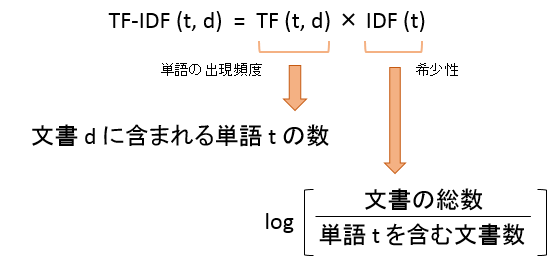 TF-IDF (t, d) = TF (t, d) × IDF (t)
単語の出現頻度
希少性
文書 d に含まれる単語 t の数
文書の総数
log
単語 t を含む文書数